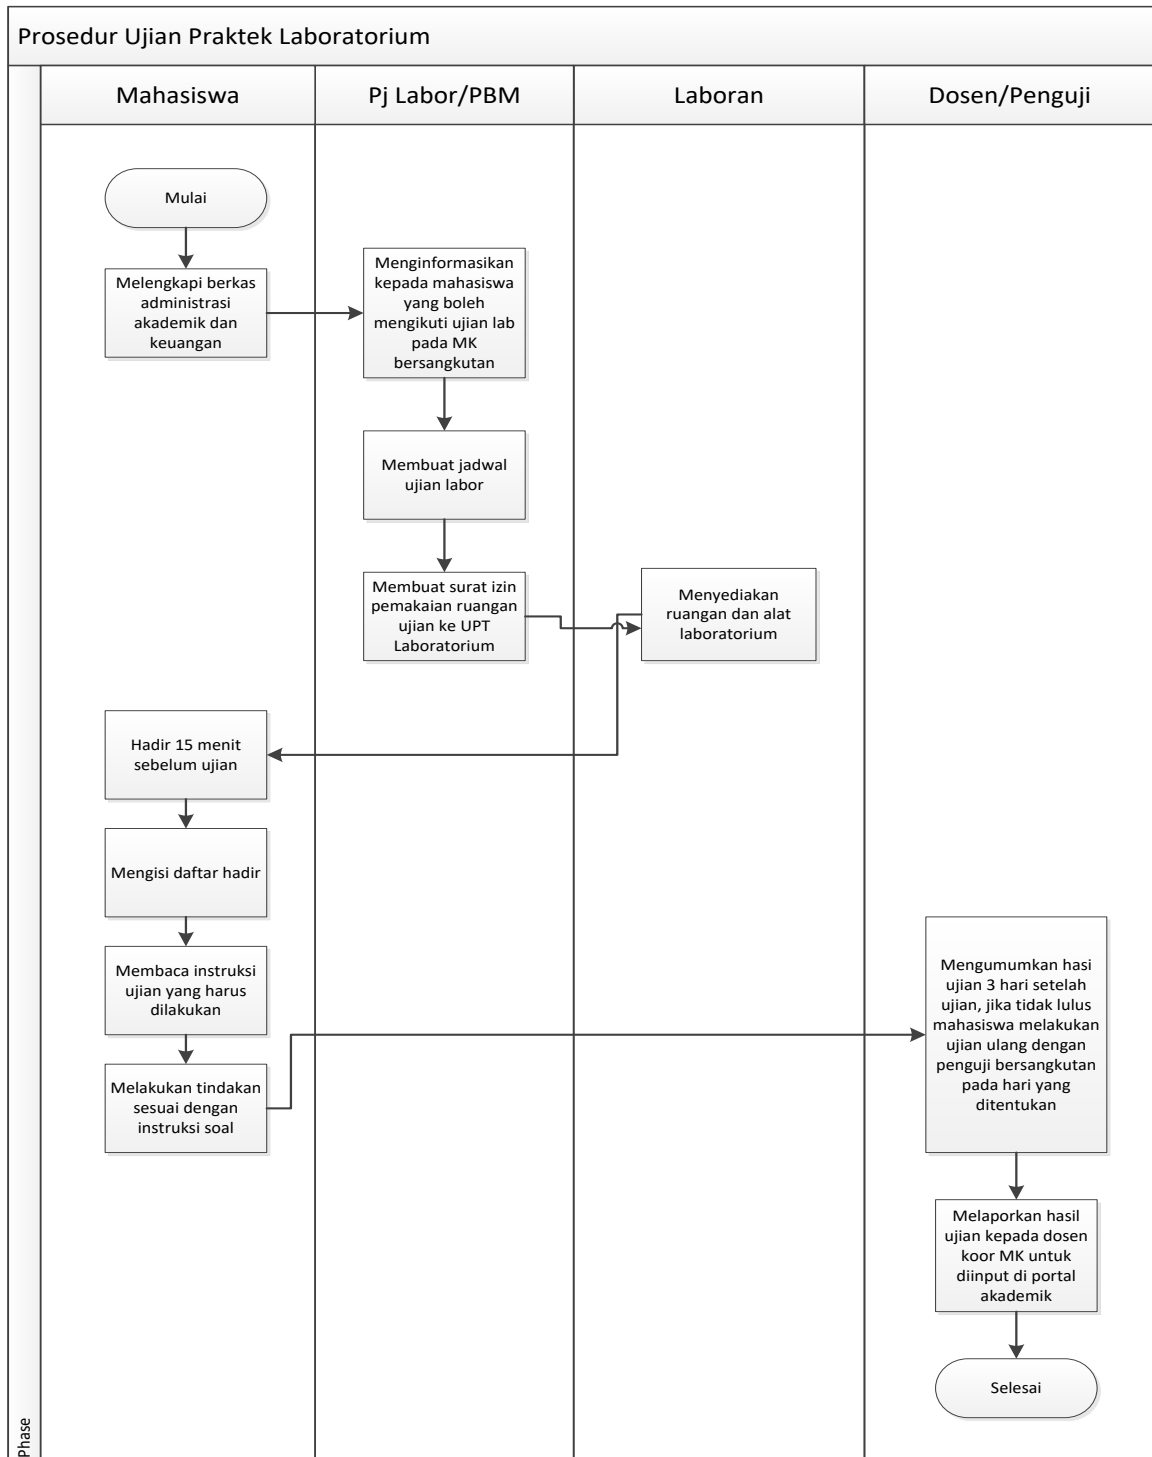 Prosedur Ujian Praktek Laboratorium
Mahasiswa
Pj Labor/PBM
Laboran
Dosen/Penguji
Mulai
Melengkapi berkas
administrasi
akademik dan
keuangan
Menginformasikan
kepada mahasiswa
yang boleh
mengikuti ujian lab
pada MK
bersangkutan
Membuat jadwal
ujian labor
Membuat surat izin
pemakaian ruangan
ujian ke UPT
Laboratorium
Menyediakan
ruangan dan alat
laboratorium
Hadir 15 menit
sebelum ujian
Mengisi daftar hadir
Membaca instruksi
ujian yang harus
dilakukan
Melakukan tindakan
sesuai dengan
instruksi soal
Mengumumkan hasi
ujian 3 hari setelah
ujian, jika tidak lulus
mahasiswa melakukan
ujian ulang dengan
penguji bersangkutan
pada hari yang
ditentukan
Melaporkan hasil
ujian kepada dosen
koor MK untuk
diinput di portal
akademik
Selesai
Phase